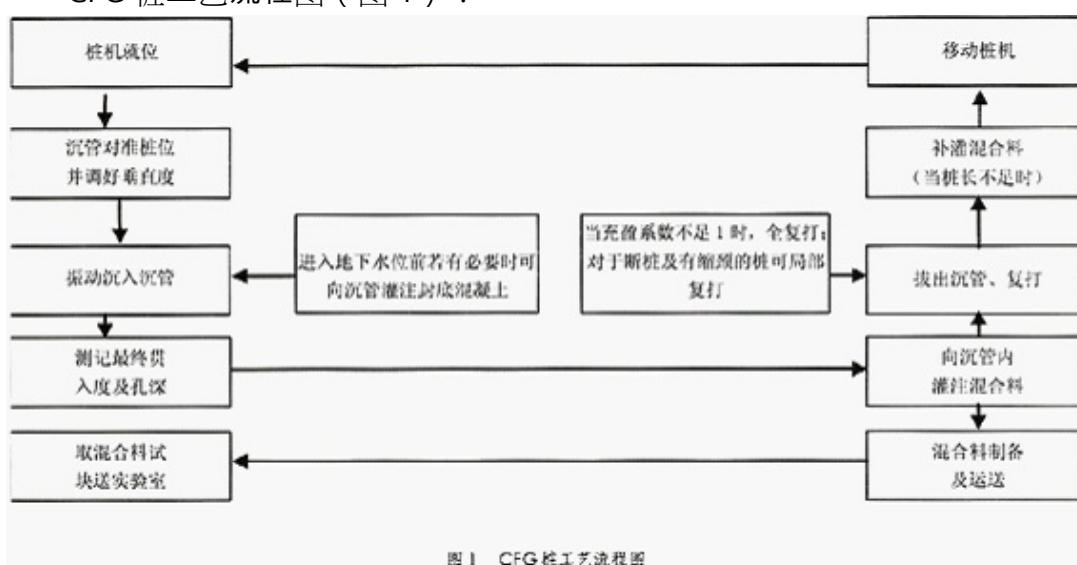 CFG 桩工艺流程图（图 1）：
桩机就位
移动桩机
沉管对准桩位
并调好垂直度
补灌混合料
（当桩长不足时）
振动沉入沉管
进入地下水位前若有必要时可
向沉管灌注封底混凝土
当充盈系数不足 1 时，全复打；
对于断桩及有缩颈的桩可局部
复打
拔出沉管、复打
测记最终贯
入度及孔深
向沉管内
灌注混合料
取混合料试
块送实验室
混合料制备
及运送
图 1 CFG 桩工艺流程图